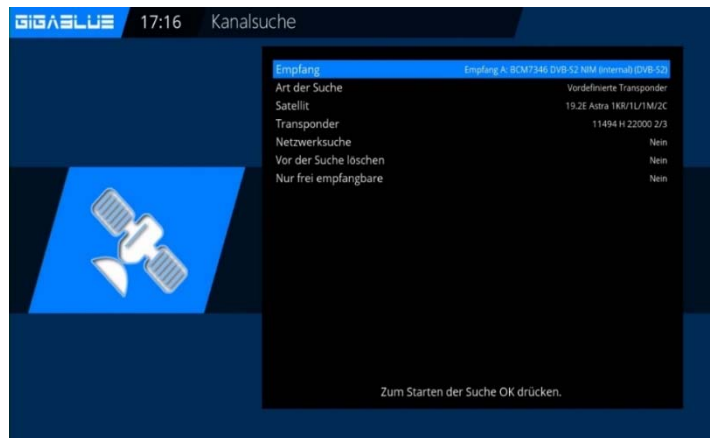 GIGABLUE 17:16 Kanalsuche
Empfang Empfang A: BCM7346 DVB-S2 NIM (internal) (DVB-S2)
Art der Suche Vordefinierte Transponder
Satellit 19.2E Astra 1KR/1L/1M/2C
Transponder 11494 H 22000 2/3
Netzwerksuche Nein
Vor der Suche löschen Nein
Nur frei empfangbare Nein
Zum Starten der Suche OK drücken.